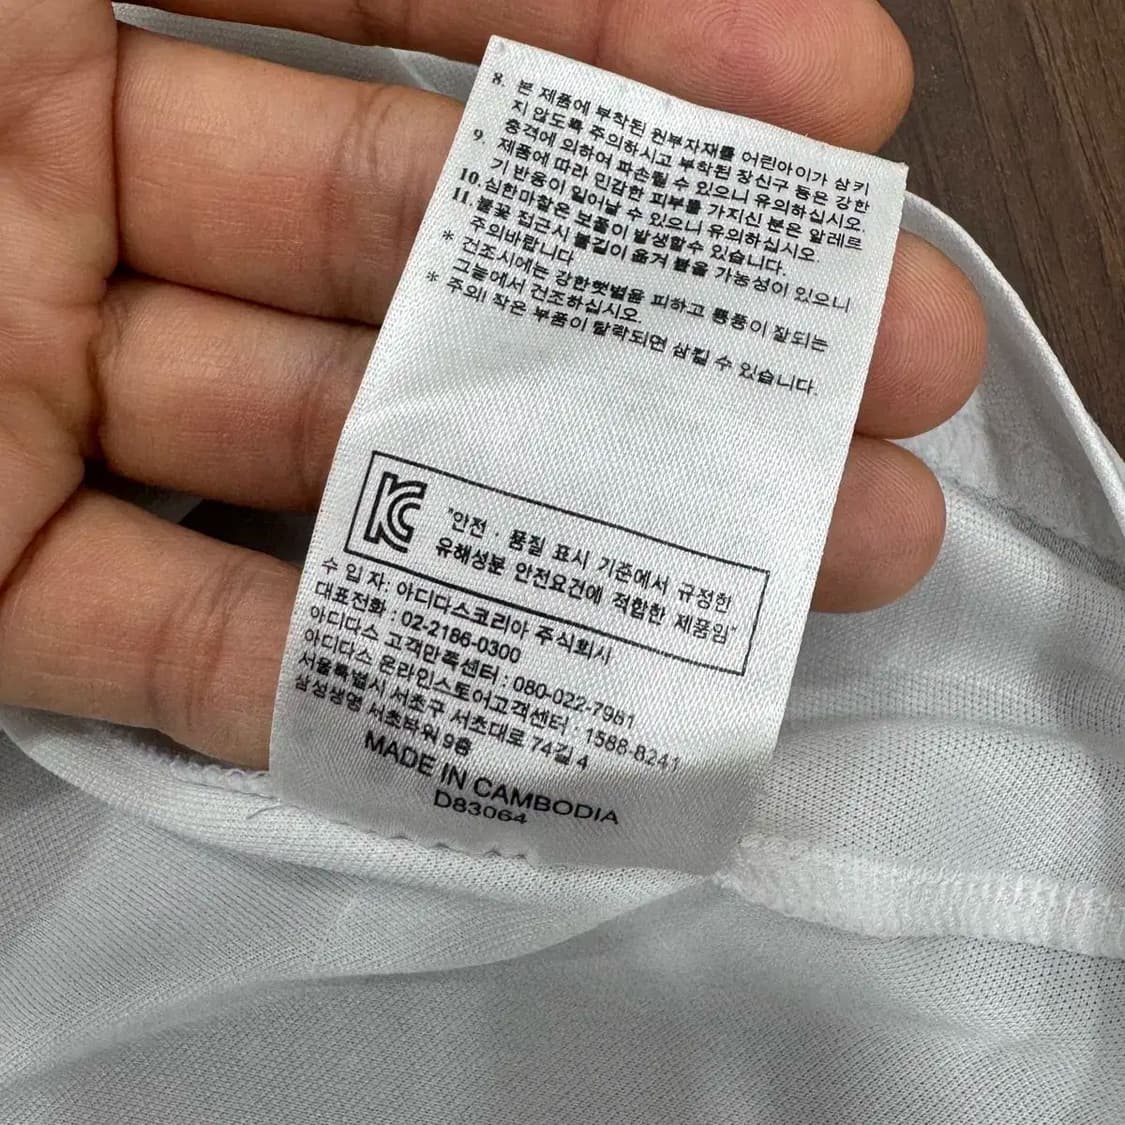 8. 본 제품에 부착된 원부자재를 어린아이가 삼키
지 않도록 주의하시고 부착된 장신구 등은 강한
충격에 의하여 파손될 수 있으니 유의하십시오.
9. 제품에 따라 민감한 피부를 가지신 분은 알레르
기 반응이 일어날 수 있으니 유의하십시오.
10. 심한마찰은 보풀이 발생할수 있습니다.
11. 불꽃 접근시 불길이 옮겨 붙을 가능성이 있으니
주의바랍니다
* 건조시에는 강한햇볕을 피하고 통풍이 잘되는
그늘에서 건조하십시오.
* 주의! 작은 부품이 탈락되면 삼킬 수 있습니다.
"안전 · 품질 표시 기준에서 규정한
유해성분 안전요건에 적합한 제품임"
수 입 자: 아디다스코리아 주식회사
대표전화 : 02-2186-0300
아디다스 고객만족센터 : 080-022-7981
아디다스 온라인스토어고객센터 : 1588-8241
서울특별시 서초구 서초대로 74길 4
삼성생명 서초타워 9층
MADE IN CAMBODIA
D83064